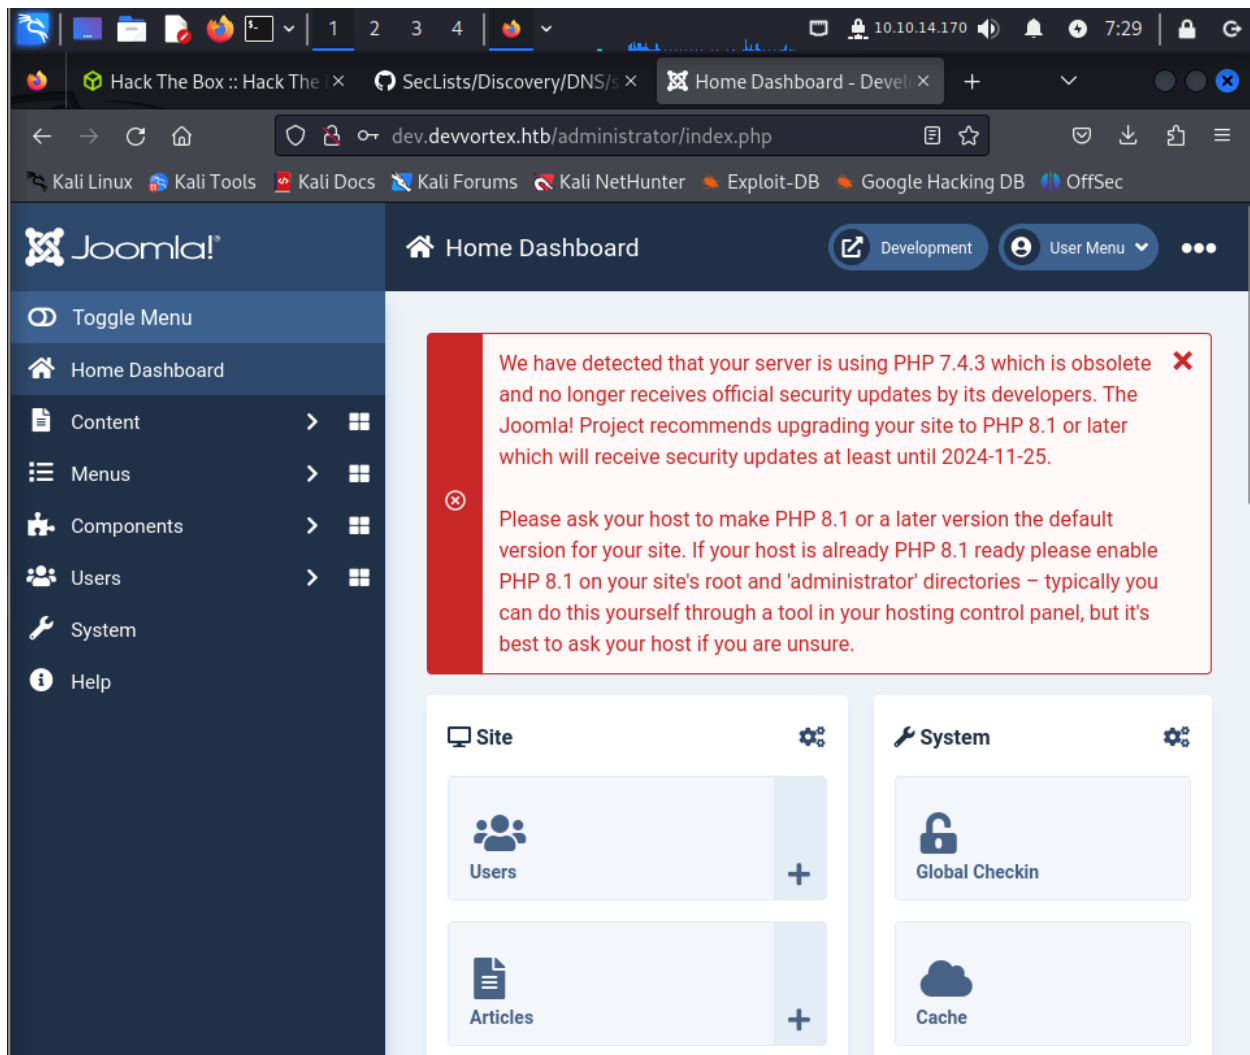 1 2 3 4 10.10.14.170 7:29
Hack The Box :: Hack The
SecLists/Discovery/DNS/s
Home Dashboard - Devel
dev.devvortex.htb/administrator/index.php
Kali Linux Kali Tools Kali Docs Kali Forums Kali NetHunter Exploit-DB Google Hacking DB OffSec
Joomla!®
Home Dashboard
Development
User Menu
Toggle Menu
Home Dashboard
Content
Menus
Components
Users
System
Help
We have detected that your server is using PHP 7.4.3 which is obsolete
and no longer receives official security updates by its developers. The
Joomla! Project recommends upgrading your site to PHP 8.1 or later
which will receive security updates at least until 2024-11-25.
Please ask your host to make PHP 8.1 or a later version the default
version for your site. If your host is already PHP 8.1 ready please enable
PHP 8.1 on your site's root and 'administrator' directories – typically you
can do this yourself through a tool in your hosting control panel, but it's
best to ask your host if you are unsure.
Site
Users
Articles
System
Global Checkin
Cache